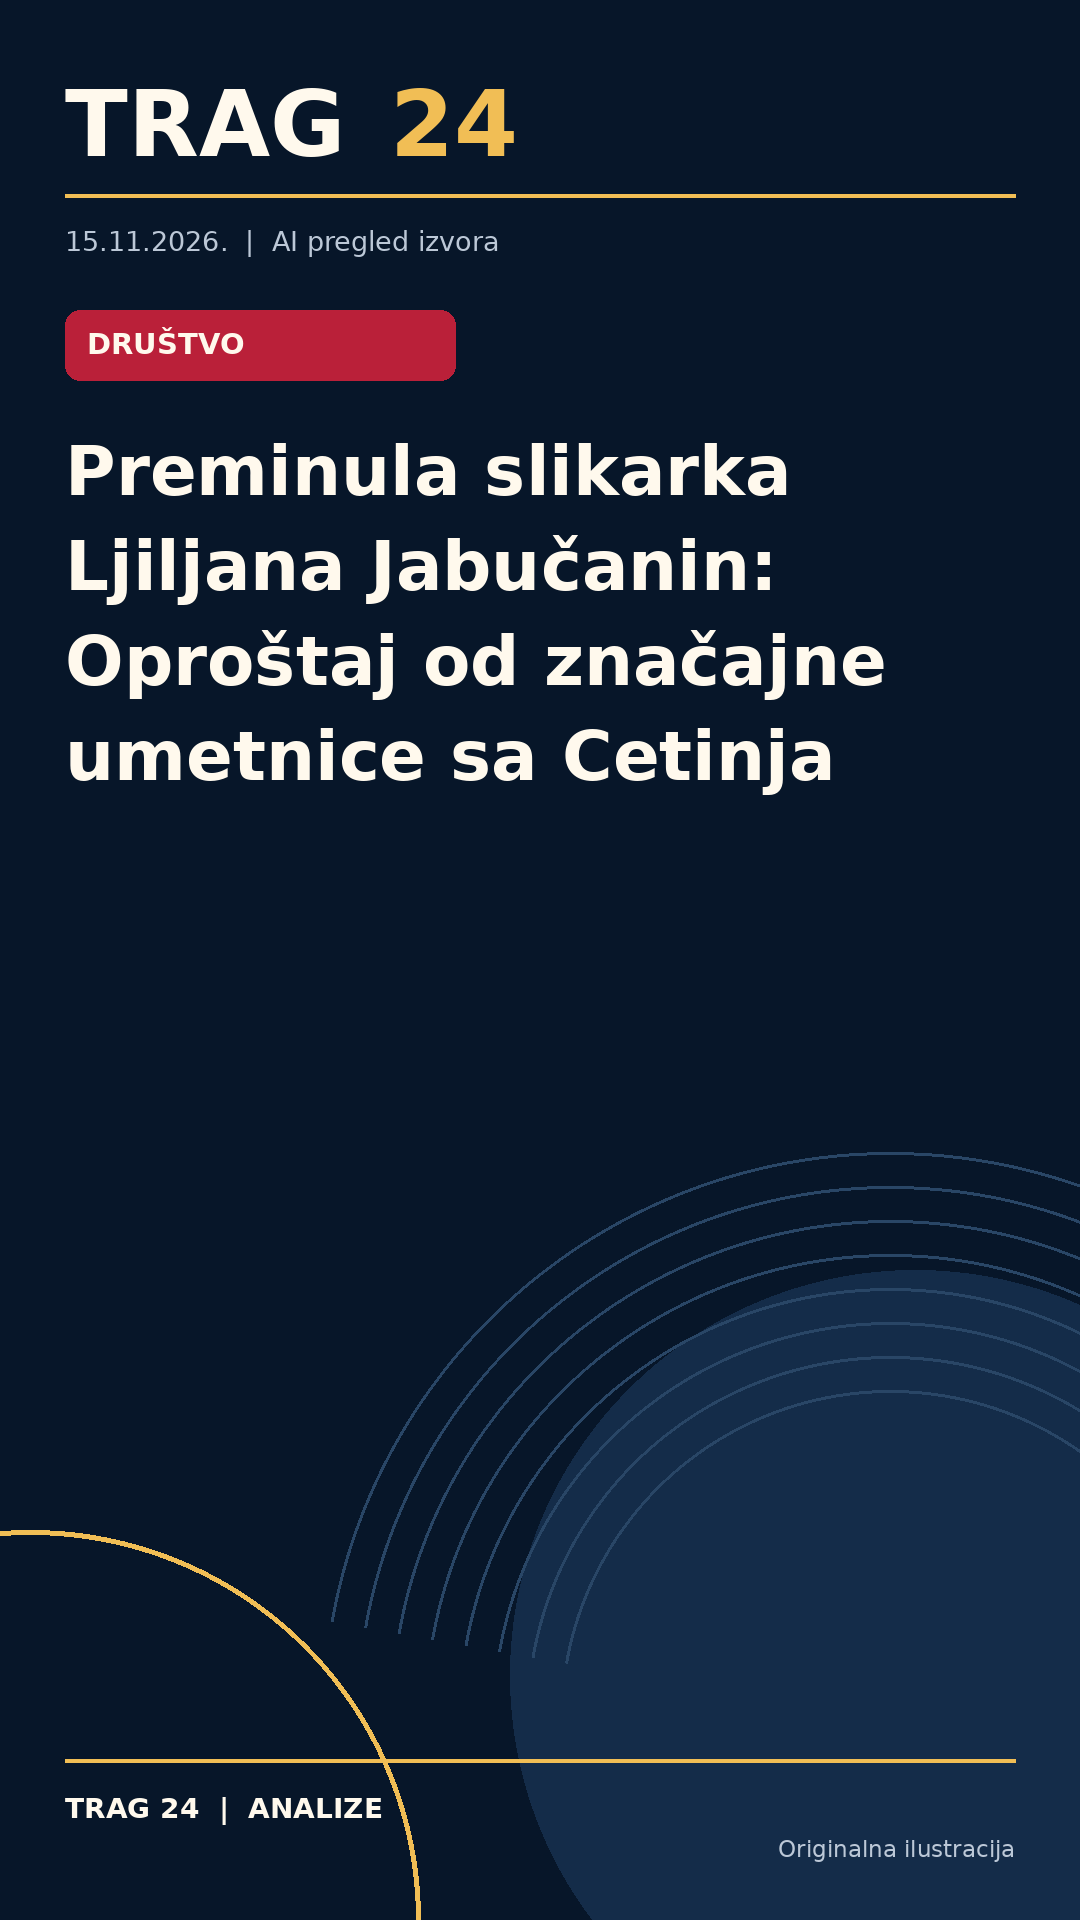 TRAG 24
15.11.2026. | AI pregled izvora
DRUŠTVO
Preminula slikarka
Ljiljana Jabučanin:
Oproštaj od značajne
umetnice sa Cetinja
TRAG 24 | ANALIZE
Originalna ilustracija